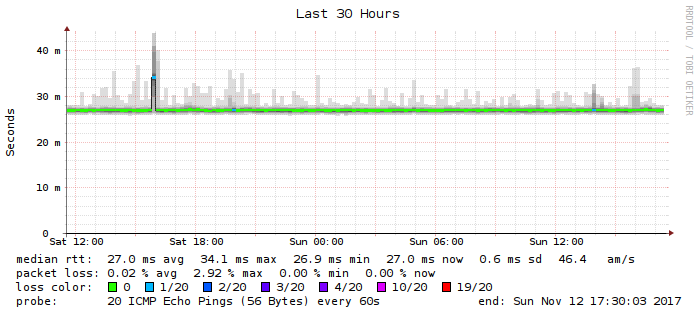 Last 30 Hours
RRDTOOL / TOBI OETIKER
Seconds
40 m
30 m
20 m
10 m
0
Sat 12:00 Sat 18:00 Sun 00:00 Sun 06:00 Sun 12:00
median rtt: 27.0 ms avg 34.1 ms max 26.9 ms min 27.0 ms now 0.6 ms sd 46.4 am/s
packet loss: 0.02 % avg 2.92 % max 0.00 % min 0.00 % now
loss color: 0 1/20 2/20 3/20 4/20 10/20 19/20
probe: 20 ICMP Echo Pings (56 Bytes) every 60s end: Sun Nov 12 17:30:03 2017